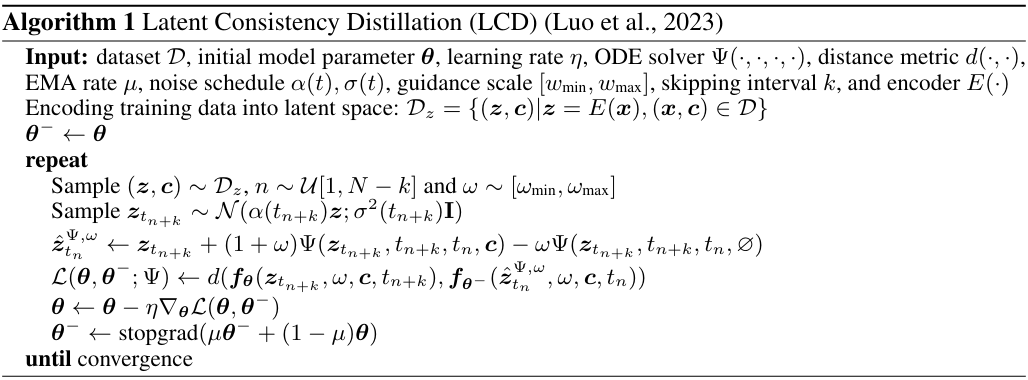 Algorithm 1 Latent Consistency Distillation (LCD) (Luo et al., 2023)
Input: dataset 𝒟, initial model parameter θ, learning rate η, ODE solver Ψ(·, ·, ·, ·), distance metric d(·, ·),
EMA rate μ, noise schedule α(t), σ(t), guidance scale [w_min, w_max], skipping interval k, and encoder E(·)
Encoding training data into latent space: 𝒟_z = {(z, c)|z = E(x), (x, c) ∈ 𝒟}
θ⁻ ← θ
repeat
Sample (z, c) ∼ 𝒟_z, n ∼ 𝒰[1, N − k] and ω ∼ [ω_min, ω_max]
Sample z_{t_{n+k}} ∼ 𝒩(α(t_{n+k})z; σ²(t_{n+k})I)
ẑ_{t_n}^{Ψ,ω} ← z_{t_{n+k}} + (1 + ω)Ψ(z_{t_{n+k}}, t_{n+k}, t_n, c) − ωΨ(z_{t_{n+k}}, t_{n+k}, t_n, ∅)
ℒ(θ, θ⁻; Ψ) ← d(f_θ(z_{t_{n+k}}, ω, c, t_{n+k}), f_{θ⁻}(ẑ_{t_n}^{Ψ,ω}, ω, c, t_n))
θ ← θ − η∇_θℒ(θ, θ⁻)
θ⁻ ← stopgrad(μθ⁻ + (1 − μ)θ)
until convergence